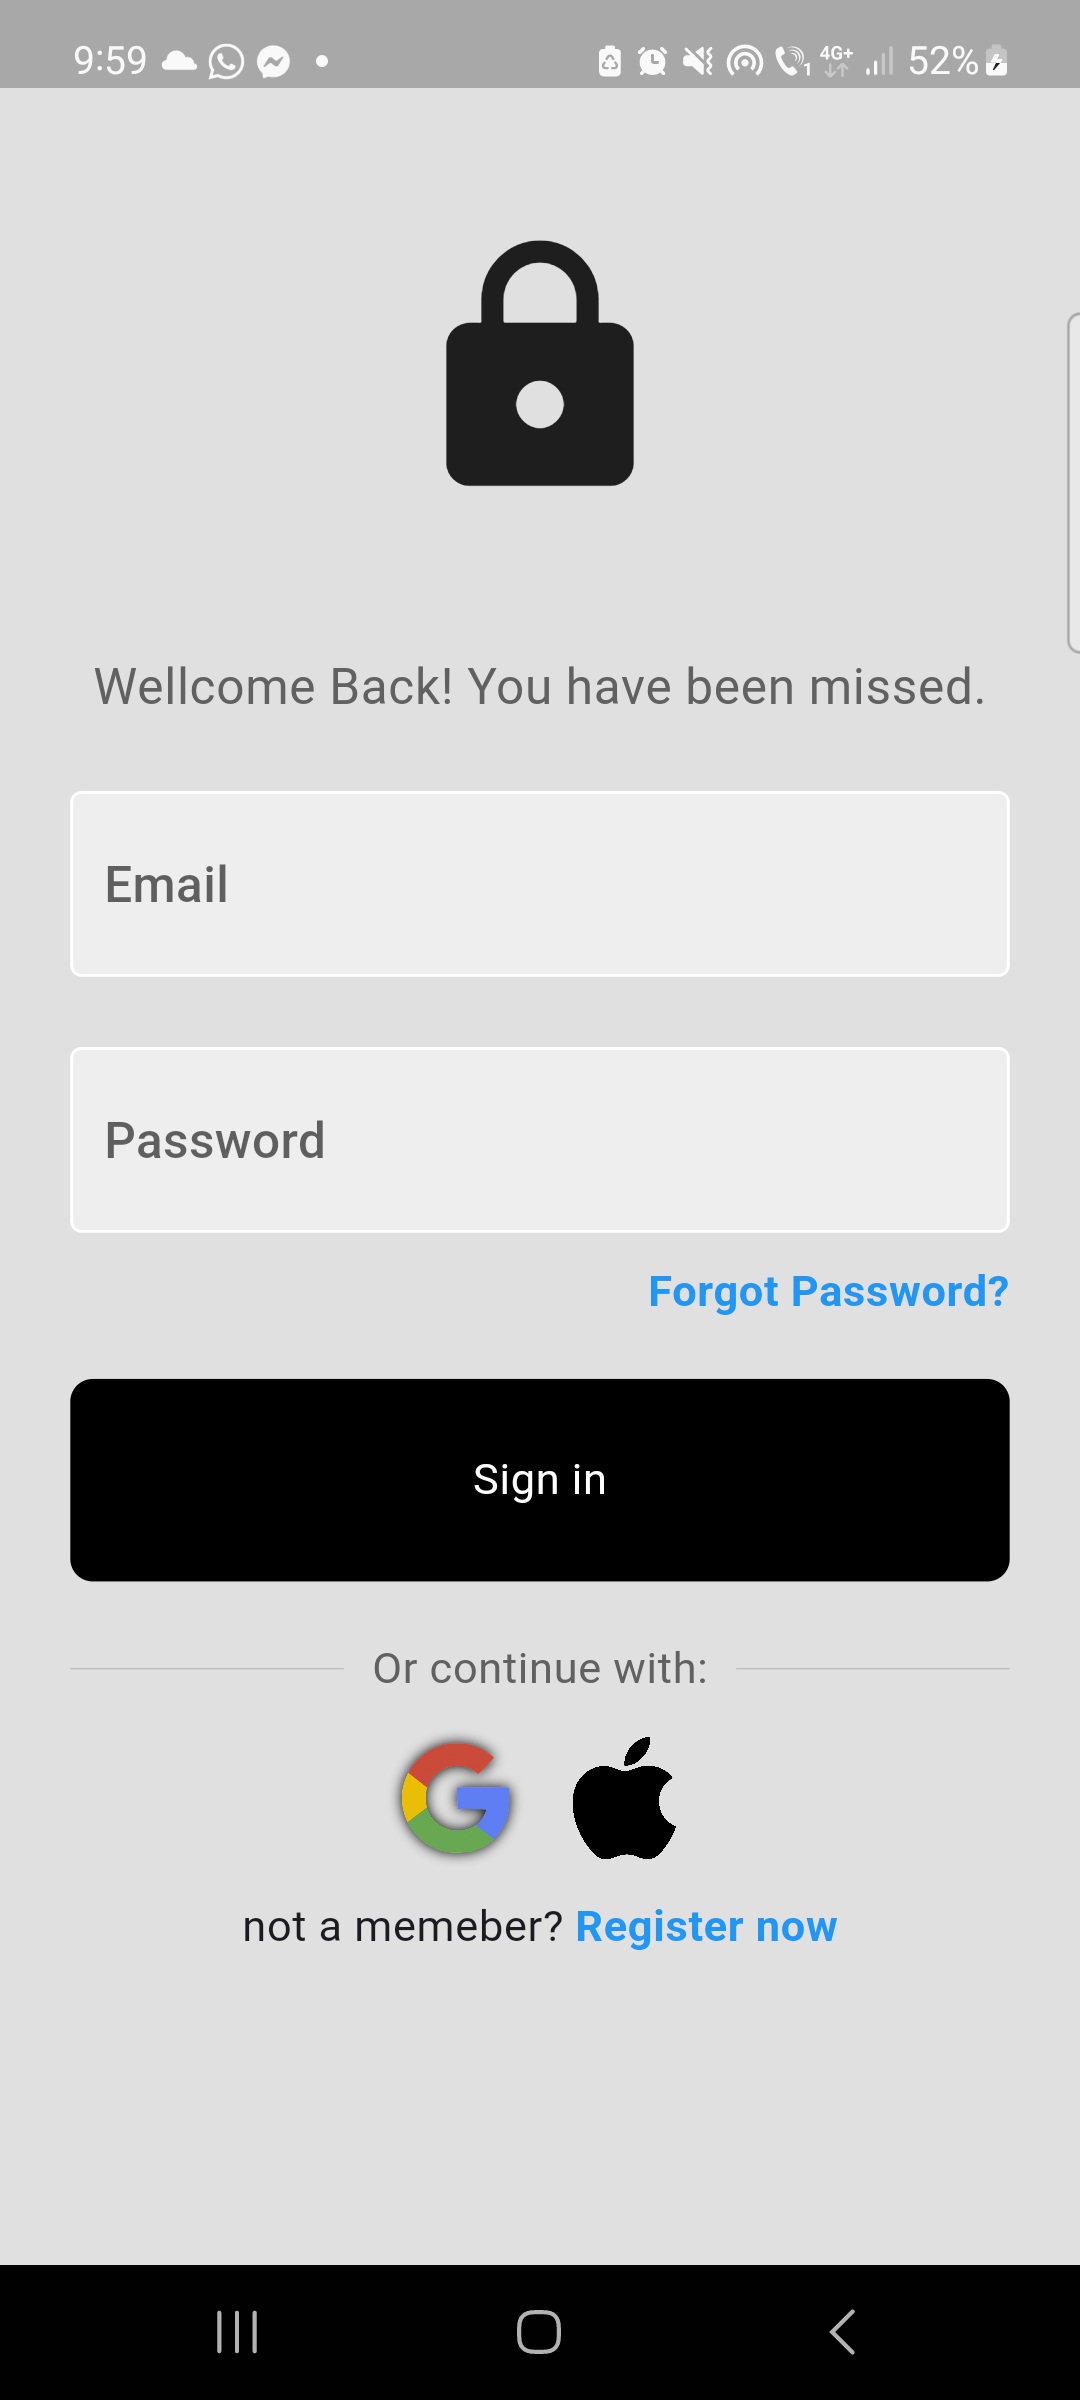 9:59 1 4G+ 52%
Wellcome Back! You have been missed.
Email
Password
Forgot Password?
Sign in
Or continue with:
not a memeber? Register now